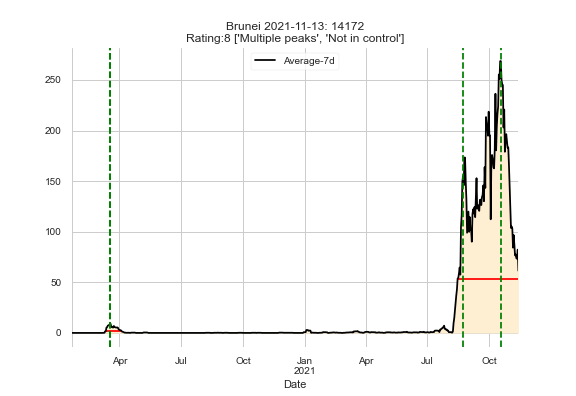 Brunei 2021-11-13: 14172
Rating:8 ['Multiple peaks', 'Not in control']
Average-7d
250
200
150
100
50
0
Apr
Jul
Oct
Jan
2021
Apr
Jul
Oct
Date